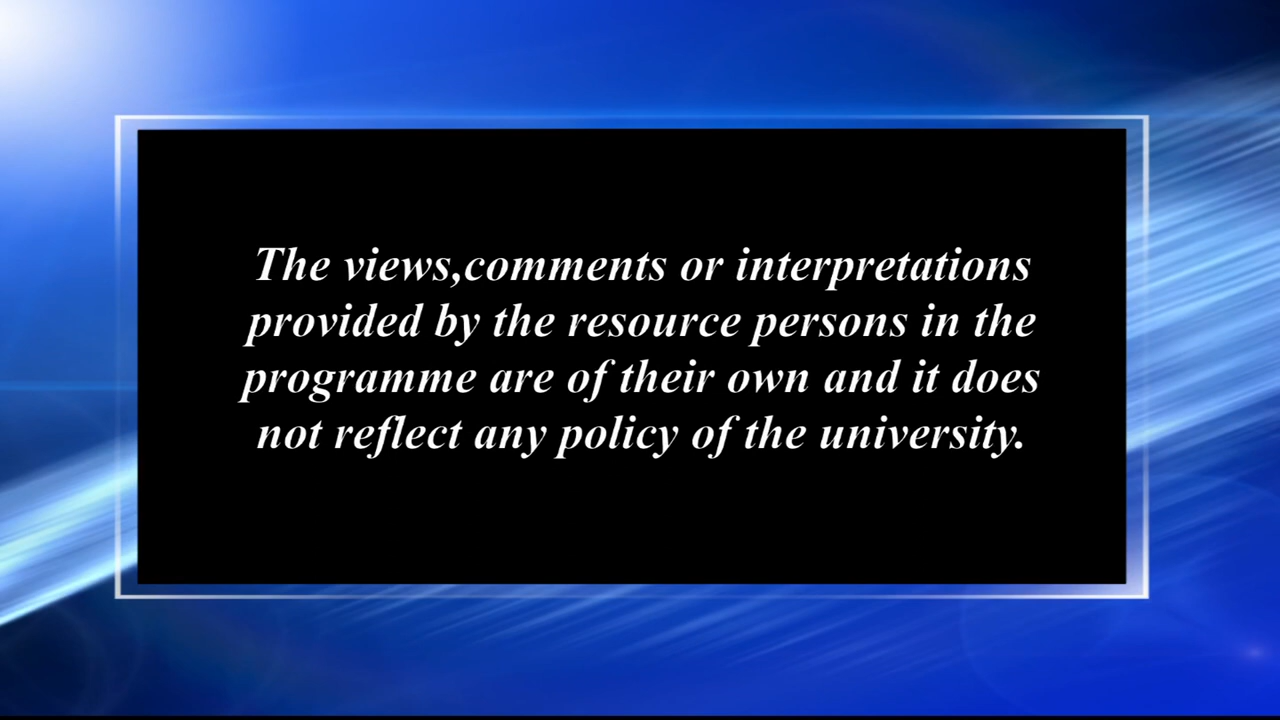 The views,comments or interpretations
provided by the resource persons in the
programme are of their own and it does
not reflect any policy of the university.